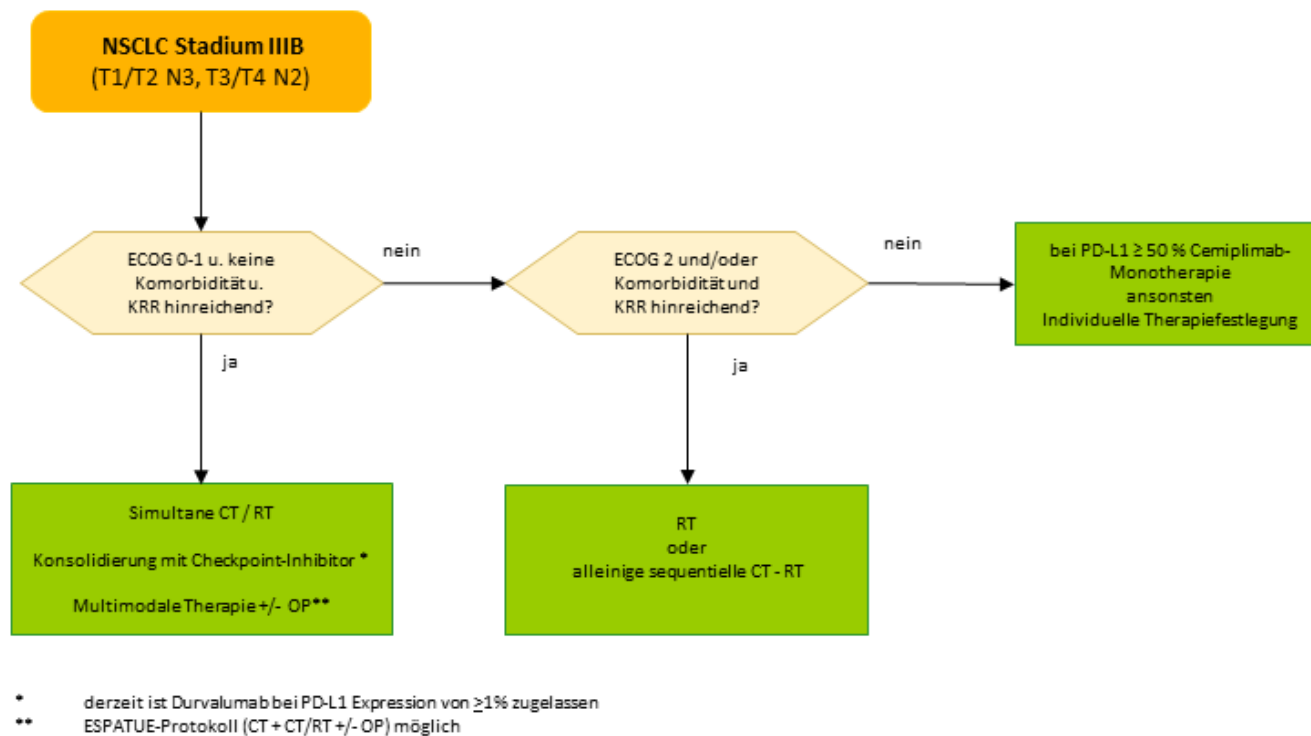 NSCLC Stadium IIIB
(T1/T2 N3, T3/T4 N2)
ECOG 0-1 u. keine
Komorbidität u.
KRR hinreichend?
nein
ECOG 2 und/oder
Komorbidität und
KRR hinreichend?
nein
bei PD-L1 ≥ 50 % Cemiplimab-
Monotherapie
ansonsten
Individuelle Therapiefestlegung
ja
ja
Simultane CT / RT
Konsolidierung mit Checkpoint-Inhibitor *
Multimodale Therapie +/- OP**
RT
oder
alleinige sequentielle CT - RT
* derzeit ist Durvalumab bei PD-L1 Expression von ≥1% zugelassen
** ESPATUE-Protokoll (CT + CT/RT +/- OP) möglich